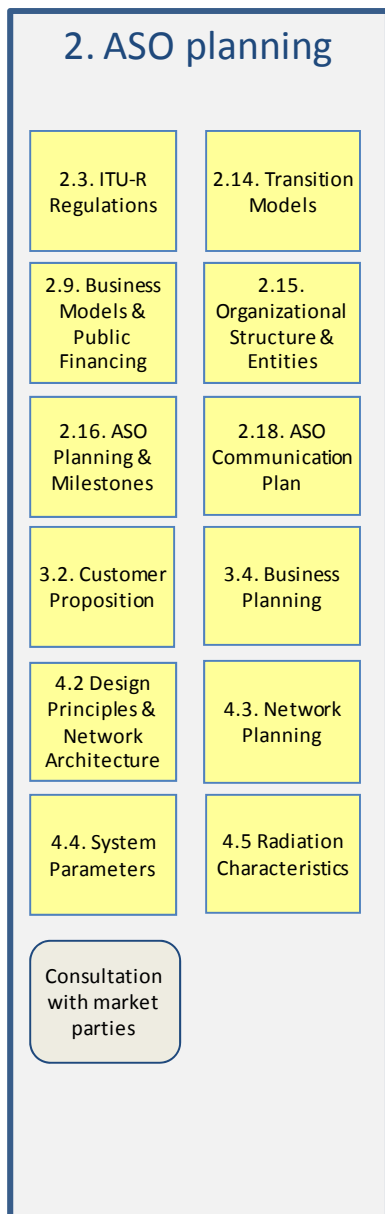 2. ASO planning
2.3. ITU-R
Regulations
2.14. Transition
Models
2.9. Business
Models &
Public
Financing
2.15.
Organizational
Structure &
Entities
2.16. ASO
Planning &
Milestones
2.18. ASO
Communication
Plan
3.2. Customer
Proposition
3.4. Business
Planning
4.2 Design
Principles &
Network
Architecture
4.3. Network
Planning
4.4. System
Parameters
4.5 Radiation
Characteristics
Consultation
with market
parties